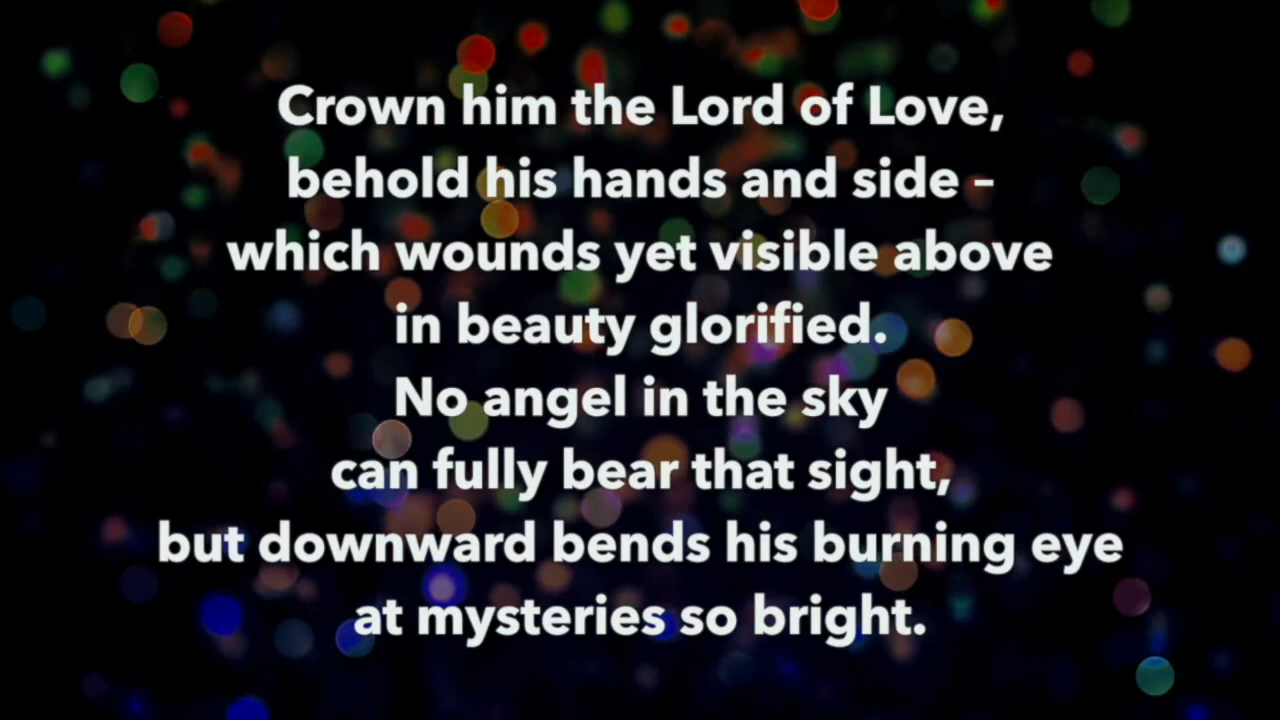 Crown him the Lord of Love,
behold his hands and side –
which wounds yet visible above
in beauty glorified.
No angel in the sky
can fully bear that sight,
but downward bends his burning eye
at mysteries so bright.